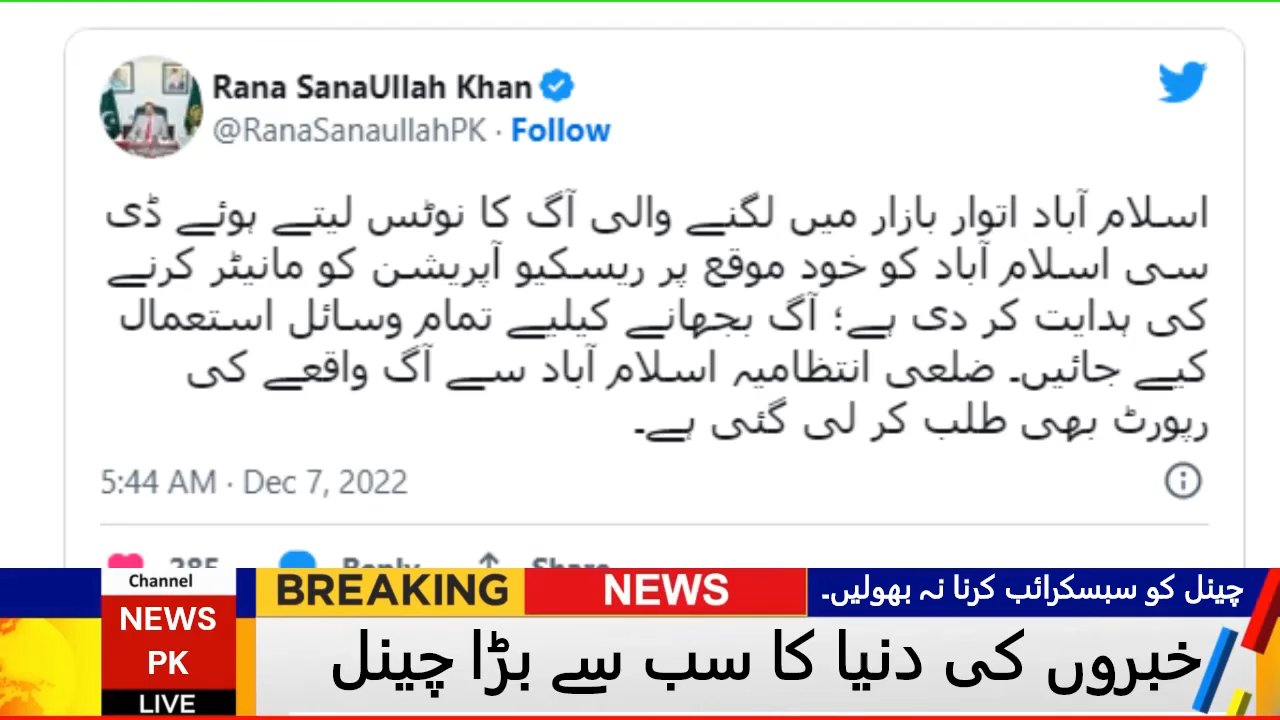 Rana SanaUllah Khan
@RanaSanaullahPK · Follow
اسلام آباد اتوار بازار میں لگنے والی آگ کا نوٹس لیتے ہوئے ڈی
سی اسلام آباد کو خود موقع پر ریسکیو آپریشن کو مانیٹر کرنے
کی ہدایت کر دی ہے؛ آگ بجھانے کیلیے تمام وسائل استعمال
کیے جائیں۔ ضلعی انتظامیہ اسلام آباد سے آگ واقعے کی
رپورٹ بھی طلب کر لی گئی ہے۔
5:44 AM · Dec 7, 2022
285 Reply Share
Channel
NEWS
PK
LIVE
BREAKING NEWS
چینل کو سبسکرائب کرنا نہ بھولیں۔
خبروں کی دنیا کا سب سے بڑا چینل